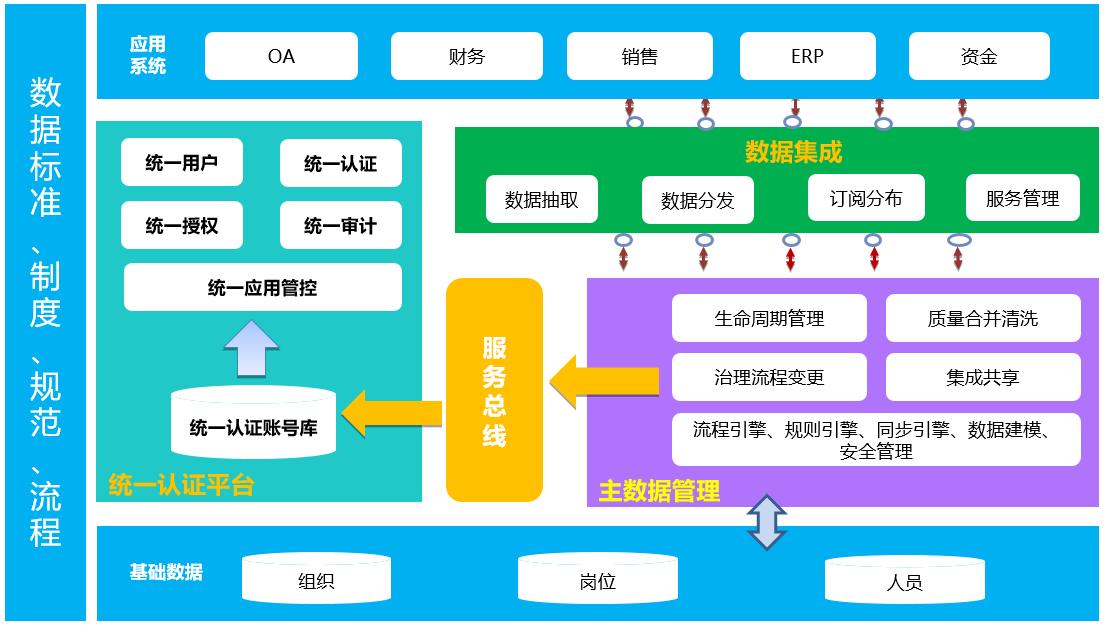 数据标准、制度、规范、流程
应用
系统
OA
财务
销售
ERP
资金
统一用户
统一认证
统一授权
统一审计
统一应用管控
统一认证账号库
统一认证平台
服务总线
数据集成
数据抽取
数据分发
订阅分布
服务管理
生命周期管理
质量合并清洗
治理流程变更
集成共享
流程引擎、规则引擎、同步引擎、数据建模、
安全管理
主数据管理
基础数据
组织
岗位
人员